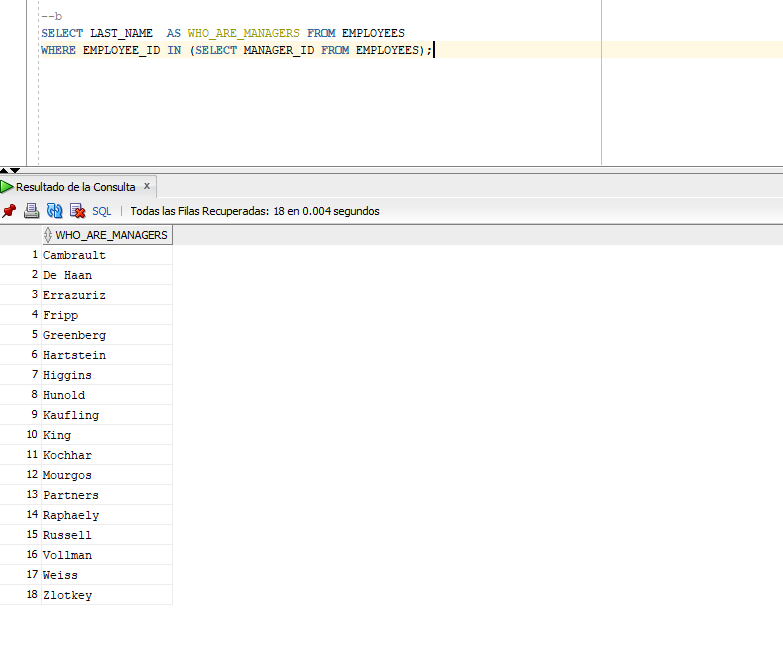 --b
SELECT LAST_NAME  AS WHO_ARE_MANAGERS FROM EMPLOYEES
WHERE EMPLOYEE_ID IN (SELECT MANAGER_ID FROM EMPLOYEES);
Resultado de la Consulta x
SQL | Todas las Filas Recuperadas: 18 en 0.004 segundos
WHO_ARE_MANAGERS
1 Cambrault
2 De Haan
3 Errazuriz
4 Fripp
5 Greenberg
6 Hartstein
7 Higgins
8 Hunold
9 Kaufling
10 King
11 Kochhar
12 Mourgos
13 Partners
14 Raphaely
15 Russell
16 Vollman
17 Weiss
18 Zlotkey